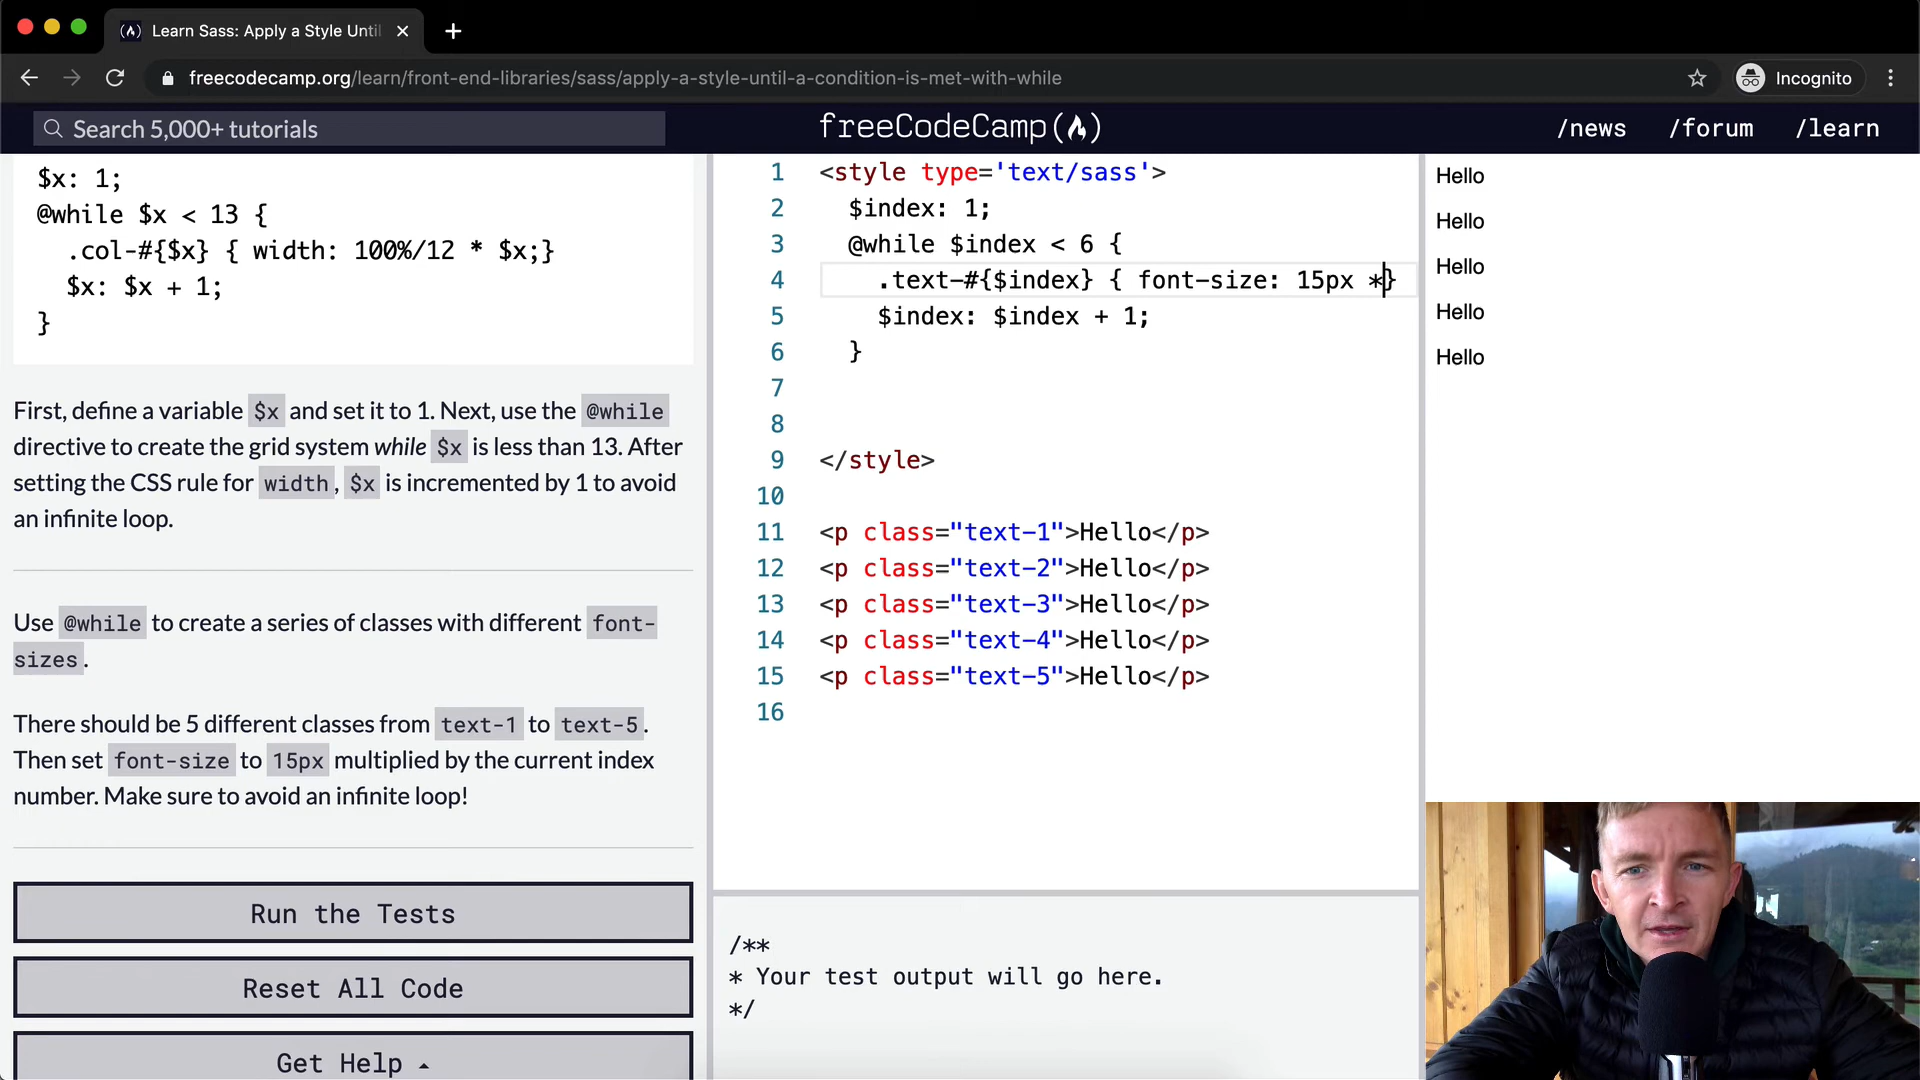 Learn Sass: Apply a Style Until
freecodecamp.org/learn/front-end-libraries/sass/apply-a-style-until-a-condition-is-met-with-while
Incognito
Search 5,000+ tutorials
freeCodeCamp
/news
/forum
/learn
$x: 1;
@while $x < 13 {
.col-#{$x} { width: 100%/12 * $x;}
$x: $x + 1;
}
First, define a variable $x and set it to 1. Next, use the @while
directive to create the grid system while $x is less than 13. After
setting the CSS rule for width, $x is incremented by 1 to avoid
an infinite loop.
Use @while to create a series of classes with different font-
sizes.
There should be 5 different classes from text-1 to text-5.
Then set font-size to 15px multiplied by the current index
number. Make sure to avoid an infinite loop!
Run the Tests
Reset All Code
Get Help
1 <style type='text/sass'>
2 $index: 1;
3 @while $index < 6 {
4 .text-#{$index} { font-size: 15px *}
5 $index: $index + 1;
6 }
7
8
9 </style>
10
11 <p class="text-1">Hello</p>
12 <p class="text-2">Hello</p>
13 <p class="text-3">Hello</p>
14 <p class="text-4">Hello</p>
15 <p class="text-5">Hello</p>
16
/**
* Your test output will go here.
*/
Hello
Hello
Hello
Hello
Hello